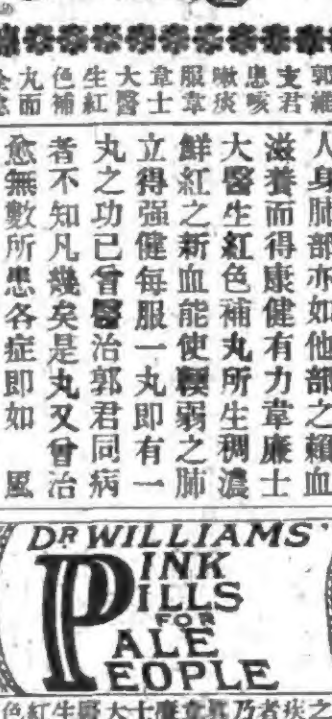 郭維
支君
患咳
嗽痰
服韋
韋士
大醫
生紅
色補
丸而
人身肺部亦如他部之賴血
滋養而得康健有力韋廉士
大醫生紅色補丸所生稠濃
鮮紅之新血能使軟弱之肺
立得强健每服一丸即有一
丸之功已曾醫治郭君同病
者不知凡幾矣是丸又曾治
愈無數所患各症即如 風
DR WILLIAMS'
PINK
PILLS
FOR
PALE
PEOPLE
色紅生醫大士廉韋真乃者疾之